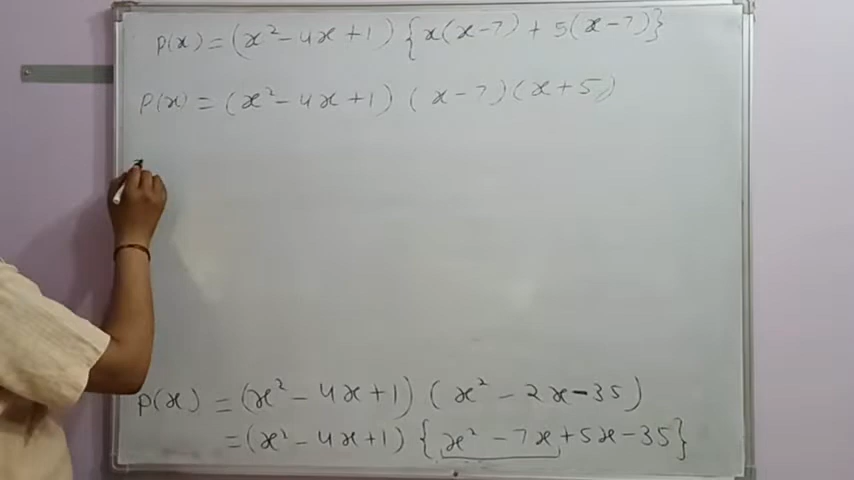 p(x) = (x² - 4x + 1) {x(x - 7) + 5(x - 7)}
p(x) = (x² - 4x + 1) (x - 7)(x + 5)
p(x) = (x² - 4x + 1) (x² - 2x - 35)
= (x² - 4x + 1) {x² - 7x + 5x - 35}